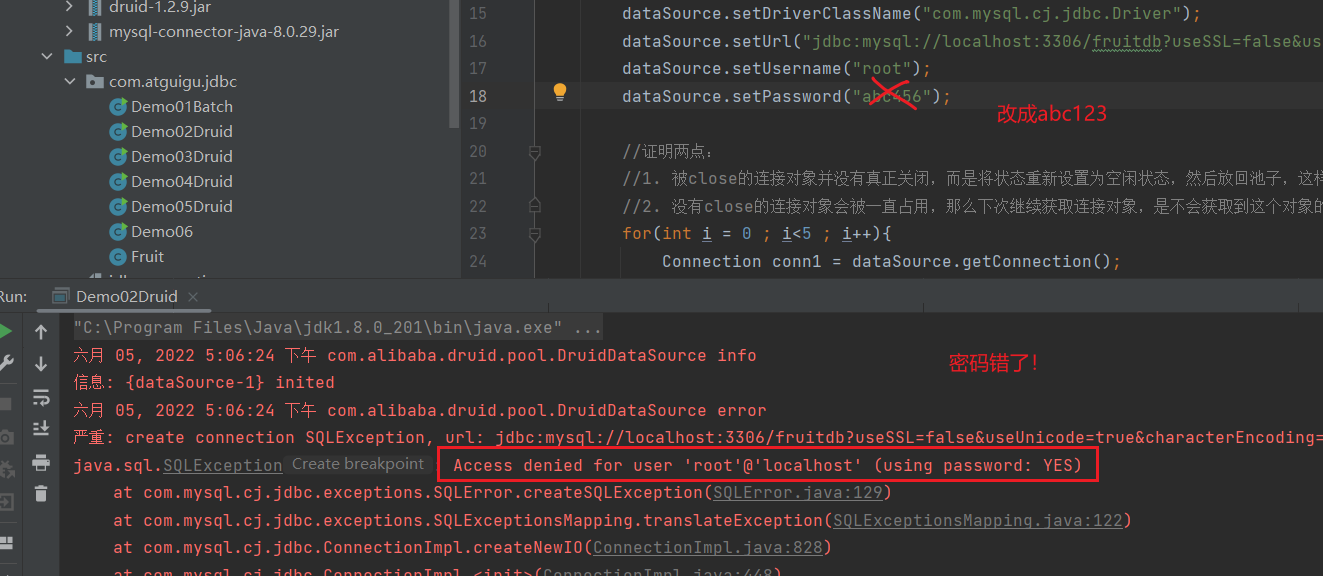 druid-1.2.9.jar
mysql-connector-java-8.0.29.jar
src
com.atguigu.jdbc
Demo01Batch
Demo02Druid
Demo03Druid
Demo04Druid
Demo05Druid
Demo06
Fruit
15 dataSource.setDriverClassName("com.mysql.cj.jdbc.Driver");
16 dataSource.setUrl("jdbc:mysql://localhost:3306/fruitdb?useSSL=false&us
17 dataSource.setUsername("root");
18 dataSource.setPassword("abc456");
改成abc123
19
20 //证明两点：
21 //1. 被close的连接对象并没有真正关闭，而是将状态重新设置为空闲状态，然后放回池子，这样
22 //2. 没有close的连接对象会被一直占用，那么下次继续获取连接对象，是不会获取到这个对象的
23 for(int i = 0 ; i<5 ; i++){
24 Connection conn1 = dataSource.getConnection();
Run: Demo02Druid
"C:\Program Files\Java\jdk1.8.0_201\bin\java.exe" ...
六月 05, 2022 5:06:24 下午 com.alibaba.druid.pool.DruidDataSource info
密码错了！
信息: {dataSource-1} inited
六月 05, 2022 5:06:24 下午 com.alibaba.druid.pool.DruidDataSource error
严重: create connection SQLException, url: jdbc:mysql://localhost:3306/fruitdb?useSSL=false&useUnicode=true&characterEncoding=
java.sql.SQLException Create breakpoint Access denied for user 'root'@'localhost' (using password: YES)
at com.mysql.cj.jdbc.exceptions.SQLError.createSQLException(SQLError.java:129)
at com.mysql.cj.jdbc.exceptions.SQLExceptionsMapping.translateException(SQLExceptionsMapping.java:122)
at com.mysql.cj.jdbc.ConnectionImpl.createNewIO(ConnectionImpl.java:828)
at com.mysql.cj.jdbc.ConnectionImpl.<init>(ConnectionImpl.java:448)